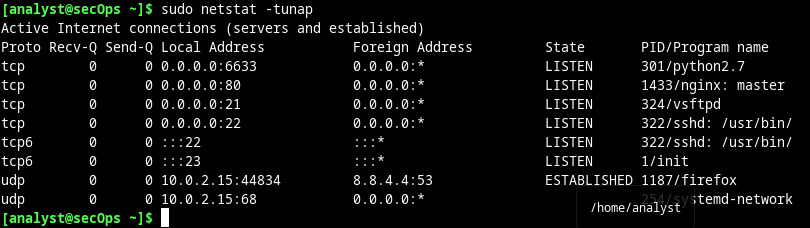 [analyst@secOps ~]$ sudo netstat -tunap
Active Internet connections (servers and established)
Proto Recv-Q Send-Q Local Address           Foreign Address         State       PID/Program name
tcp        0      0 0.0.0.0:6633            0.0.0.0:*               LISTEN      301/python2.7
tcp        0      0 0.0.0.0:80              0.0.0.0:*               LISTEN      1433/nginx: master
tcp        0      0 0.0.0.0:21              0.0.0.0:*               LISTEN      324/vsftpd
tcp        0      0 0.0.0.0:22              0.0.0.0:*               LISTEN      322/sshd: /usr/bin/
tcp6       0      0 :::22                   :::*                    LISTEN      322/sshd: /usr/bin/
tcp6       0      0 :::23                   :::*                    LISTEN      1/init
udp        0      0 10.0.2.15:44834         8.8.4.4:53              ESTABLISHED 1187/firefox
udp        0      0 10.0.2.15:68            0.0.0.0:*                           254/systemd-network
/home/analyst
[analyst@secOps ~]$